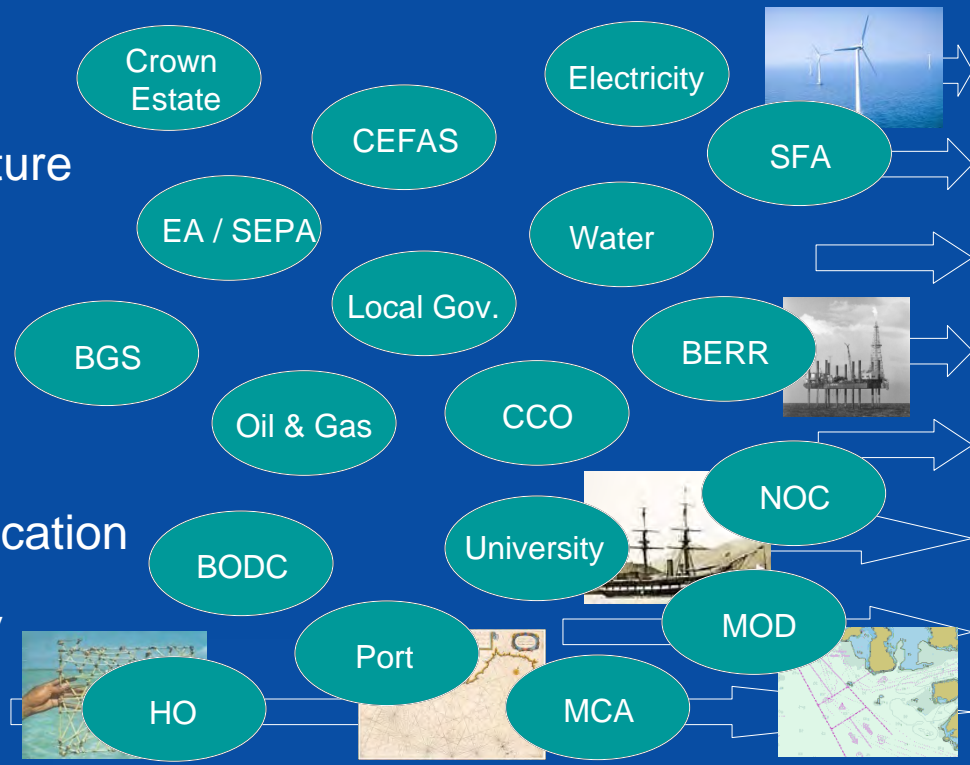 Crown
Estate
Electricity
CEFAS
SFA
ture
EA / SEPA
Water
Local Gov.
BGS
BERR
Oil & Gas
CCO
NOC
cation
University
BODC
MOD
Port
HO
MCA